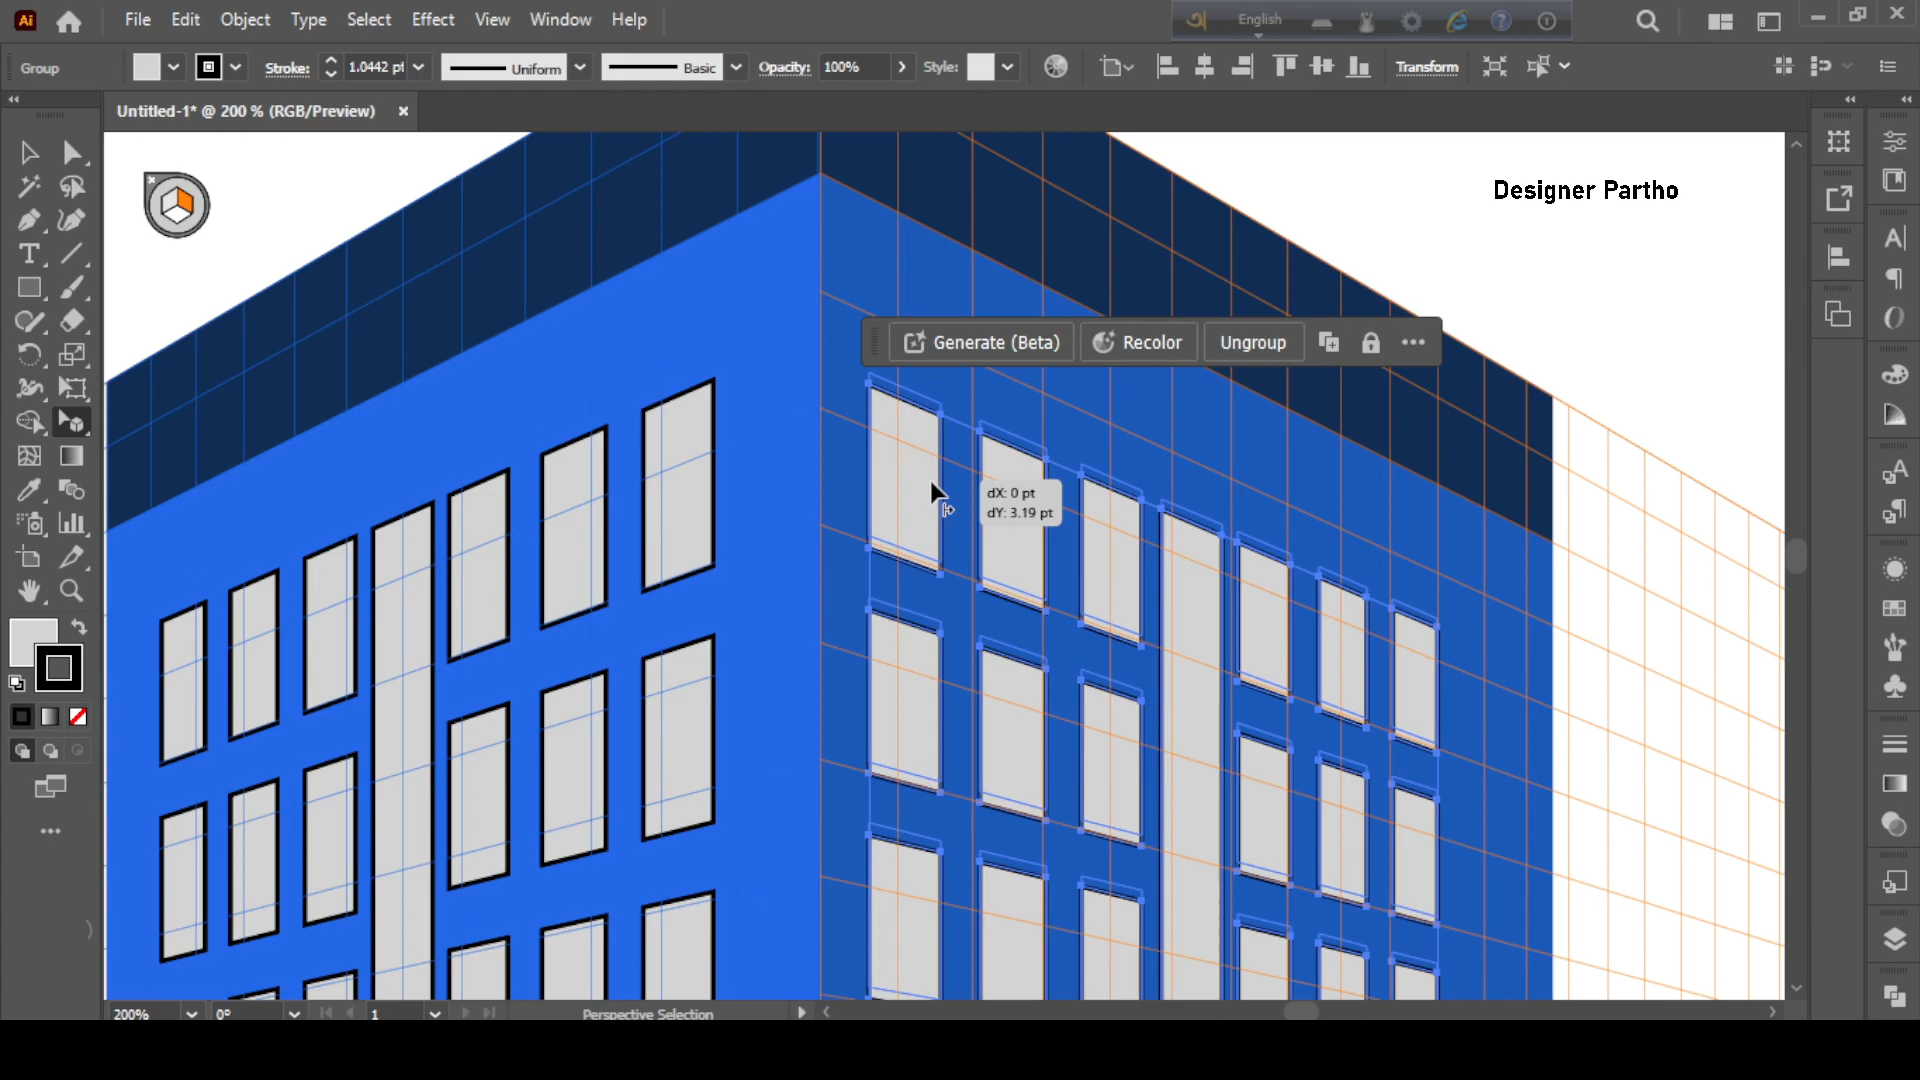 Ai File Edit Object Type Select Effect View Window Help English
Group Stroke: 1.0442 pt Uniform Basic Opacity: 100% Style: Transform
Untitled-1* @ 200 % (RGB/Preview) ×
Designer Partho
Generate (Beta) Recolor Ungroup
dX: 0 pt
dY: 3.19 pt
200% 0° 1 Perspective Selection